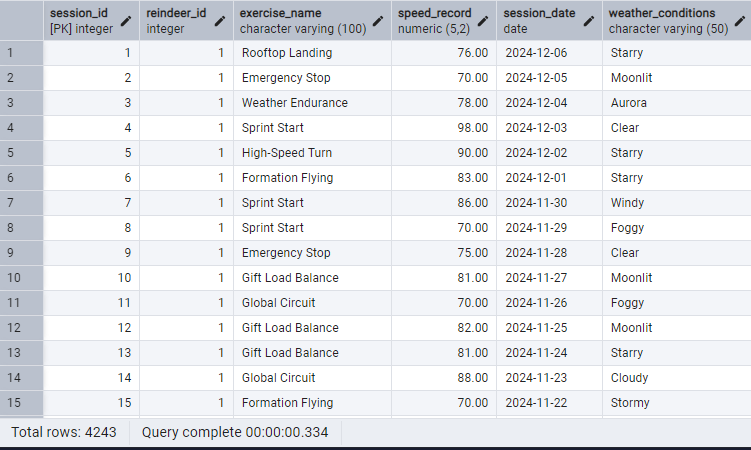 session_id reindeer_id exercise_name speed_record session_date weather_conditions
[PK] integer integer character varying (100) numeric (5,2) date character varying (50)
1 1 1 Rooftop Landing 76.00 2024-12-06 Starry
2 2 1 Emergency Stop 70.00 2024-12-05 Moonlit
3 3 1 Weather Endurance 78.00 2024-12-04 Aurora
4 4 1 Sprint Start 98.00 2024-12-03 Clear
5 5 1 High-Speed Turn 90.00 2024-12-02 Starry
6 6 1 Formation Flying 83.00 2024-12-01 Starry
7 7 1 Sprint Start 86.00 2024-11-30 Windy
8 8 1 Sprint Start 70.00 2024-11-29 Foggy
9 9 1 Emergency Stop 75.00 2024-11-28 Clear
10 10 1 Gift Load Balance 81.00 2024-11-27 Moonlit
11 11 1 Global Circuit 70.00 2024-11-26 Foggy
12 12 1 Gift Load Balance 82.00 2024-11-25 Moonlit
13 13 1 Gift Load Balance 81.00 2024-11-24 Starry
14 14 1 Global Circuit 88.00 2024-11-23 Cloudy
15 15 1 Formation Flying 70.00 2024-11-22 Stormy
Total rows: 4243 Query complete 00:00:00.334